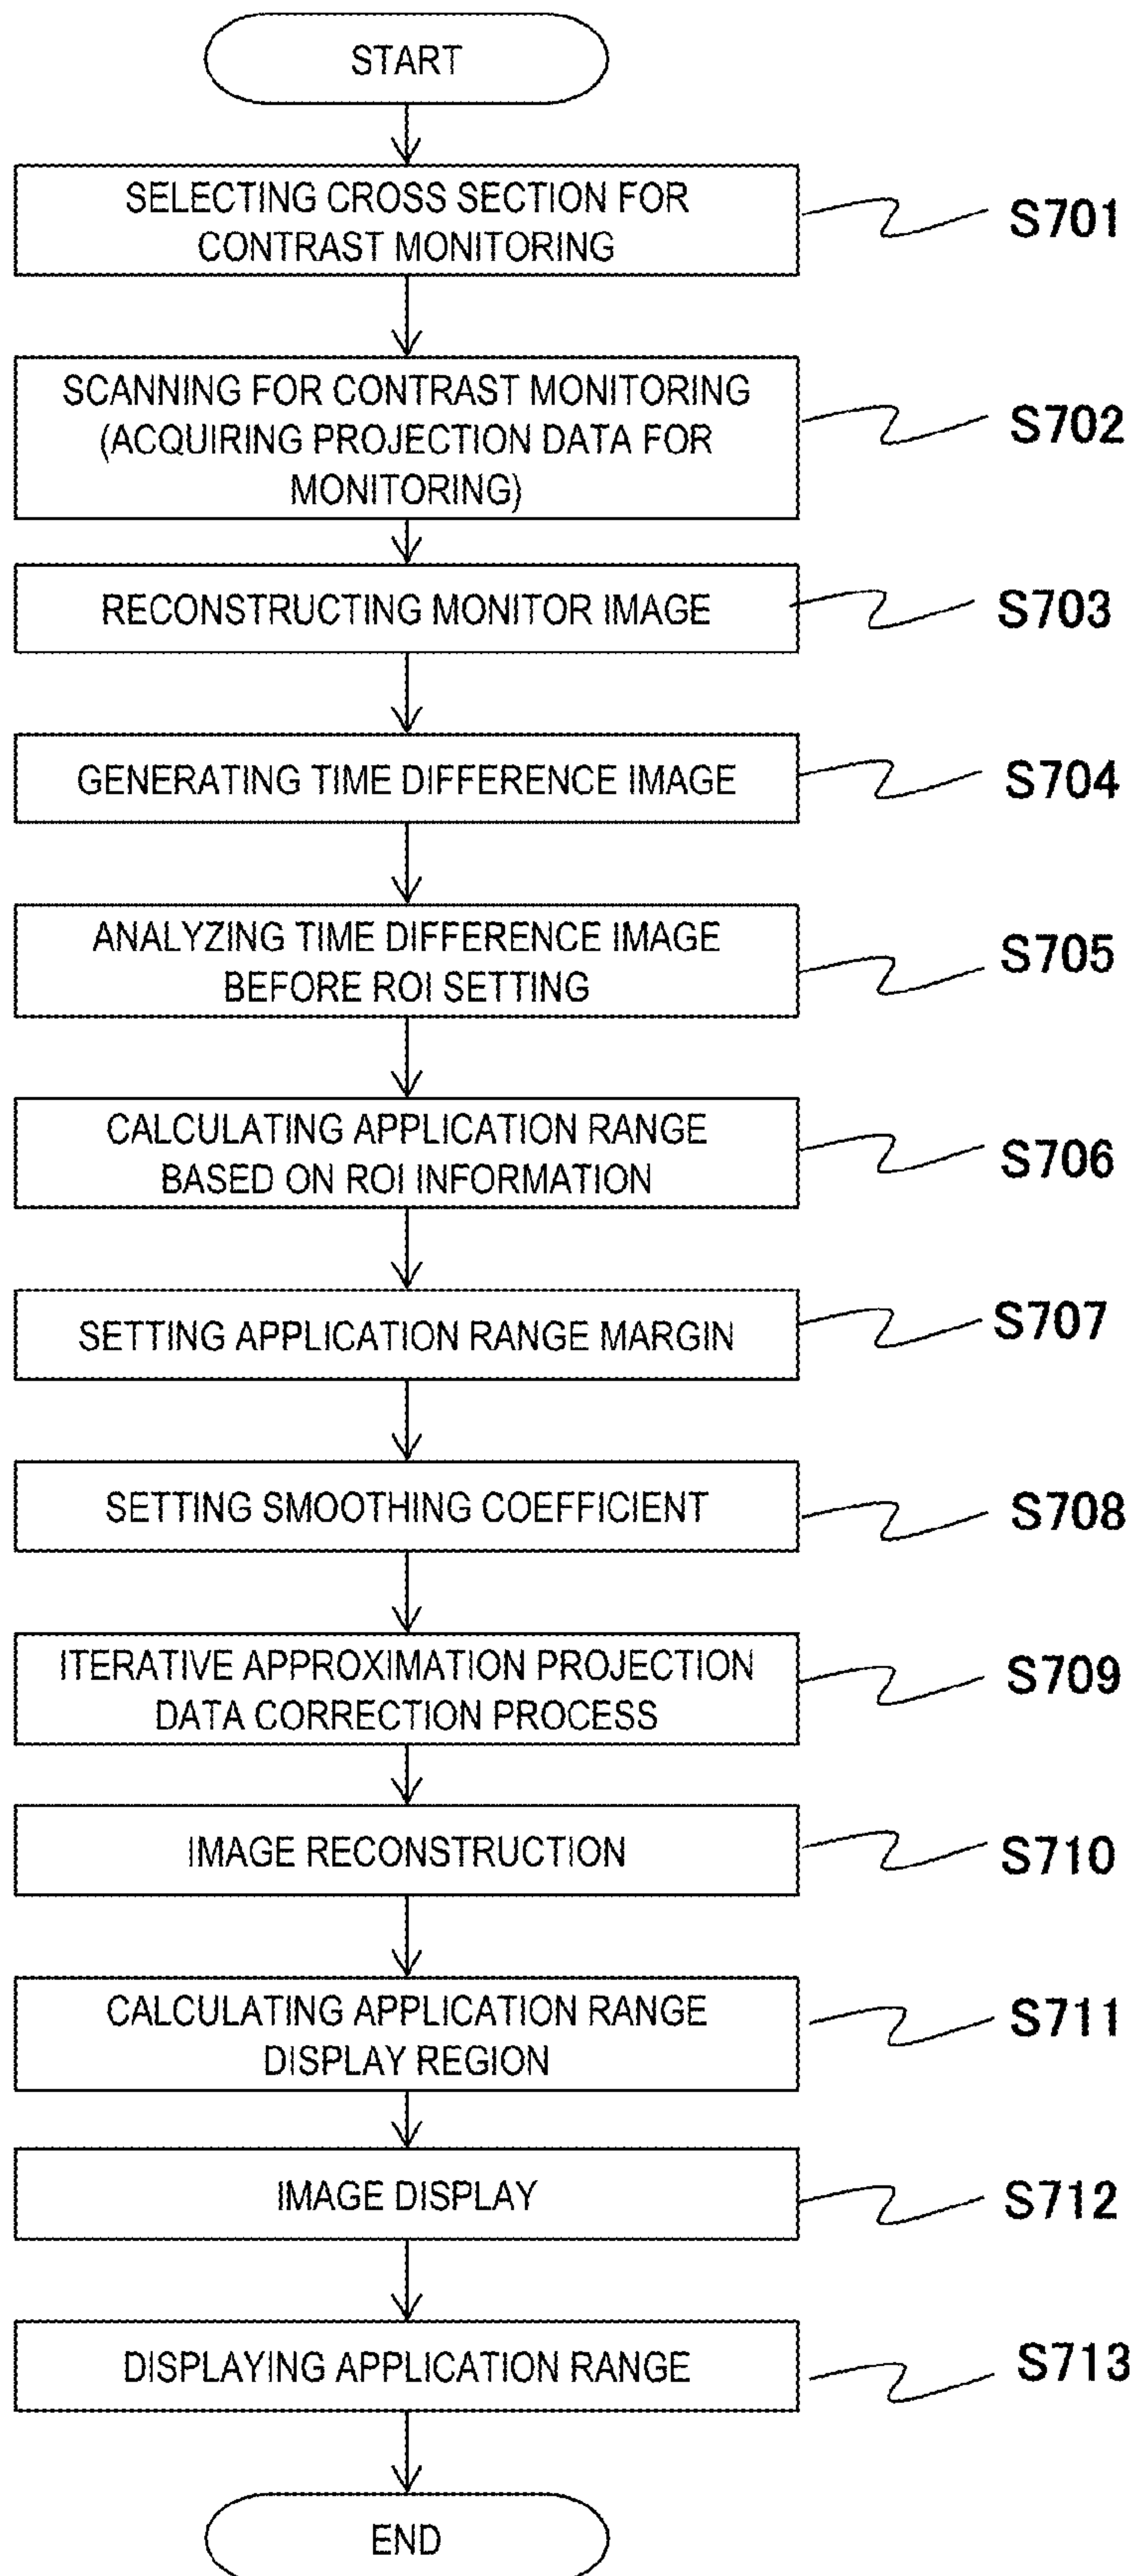 START
SELECTING CROSS SECTION FOR
CONTRAST MONITORING
S701
SCANNING FOR CONTRAST MONITORING
(ACQUIRING PROJECTION DATA FOR
MONITORING)
S702
RECONSTRUCTING MONITOR IMAGE
S703
GENERATING TIME DIFFERENCE IMAGE
S704
ANALYZING TIME DIFFERENCE IMAGE
BEFORE ROI SETTING
S705
CALCULATING APPLICATION RANGE
BASED ON ROI INFORMATION
S706
SETTING APPLICATION RANGE MARGIN
S707
SETTING SMOOTHING COEFFICIENT
S708
ITERATIVE APPROXIMATION PROJECTION
DATA CORRECTION PROCESS
S709
IMAGE RECONSTRUCTION
S710
CALCULATING APPLICATION RANGE
DISPLAY REGION
S711
IMAGE DISPLAY
S712
DISPLAYING APPLICATION RANGE
S713
END